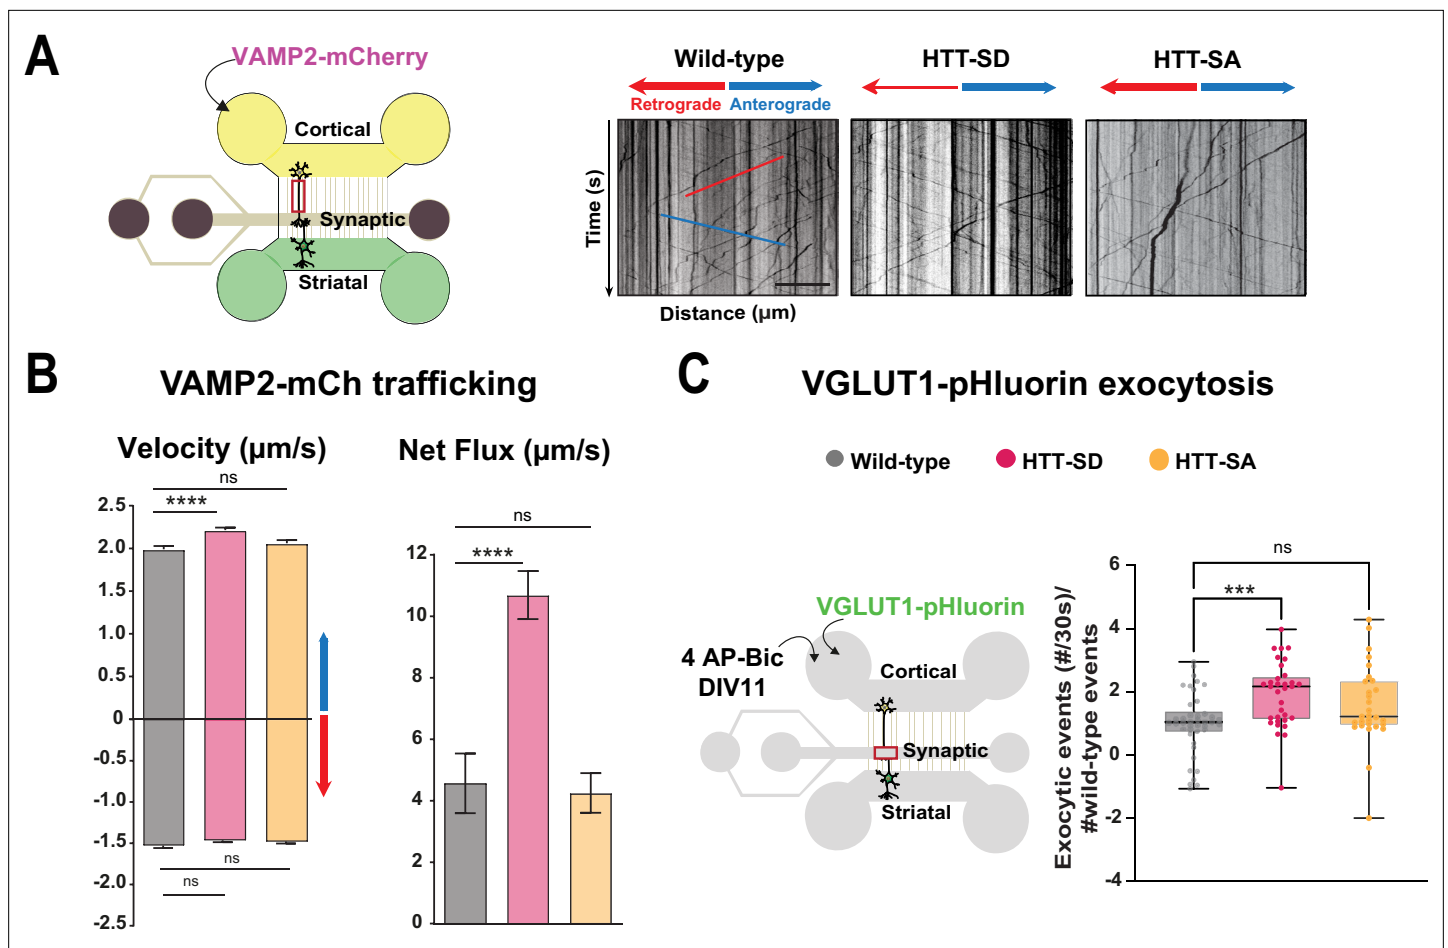 A
VAMP2-mCherry
Cortical
Synaptic
Striatal
Wild-type
HTT-SD
HTT-SA
Retrograde
Anterograde
Time (s)
Distance (µm)
B
VAMP2-mCh trafficking
Velocity (µm/s)
ns
****
2.5
2.0
1.5
1.0
0.5
0
-0.5
-1.0
-1.5
-2.0
-2.5
ns
ns
Net Flux (µm/s)
ns
****
12
10
8
6
4
2
0
C
VGLUT1-pHluorin exocytosis
Wild-type
HTT-SD
HTT-SA
VGLUT1-pHluorin
4 AP-Bic
DIV11
Cortical
Synaptic
Striatal
Exocytic events (#/30s)/
#wild-type events
ns
***
6
4
2
0
-2
-4